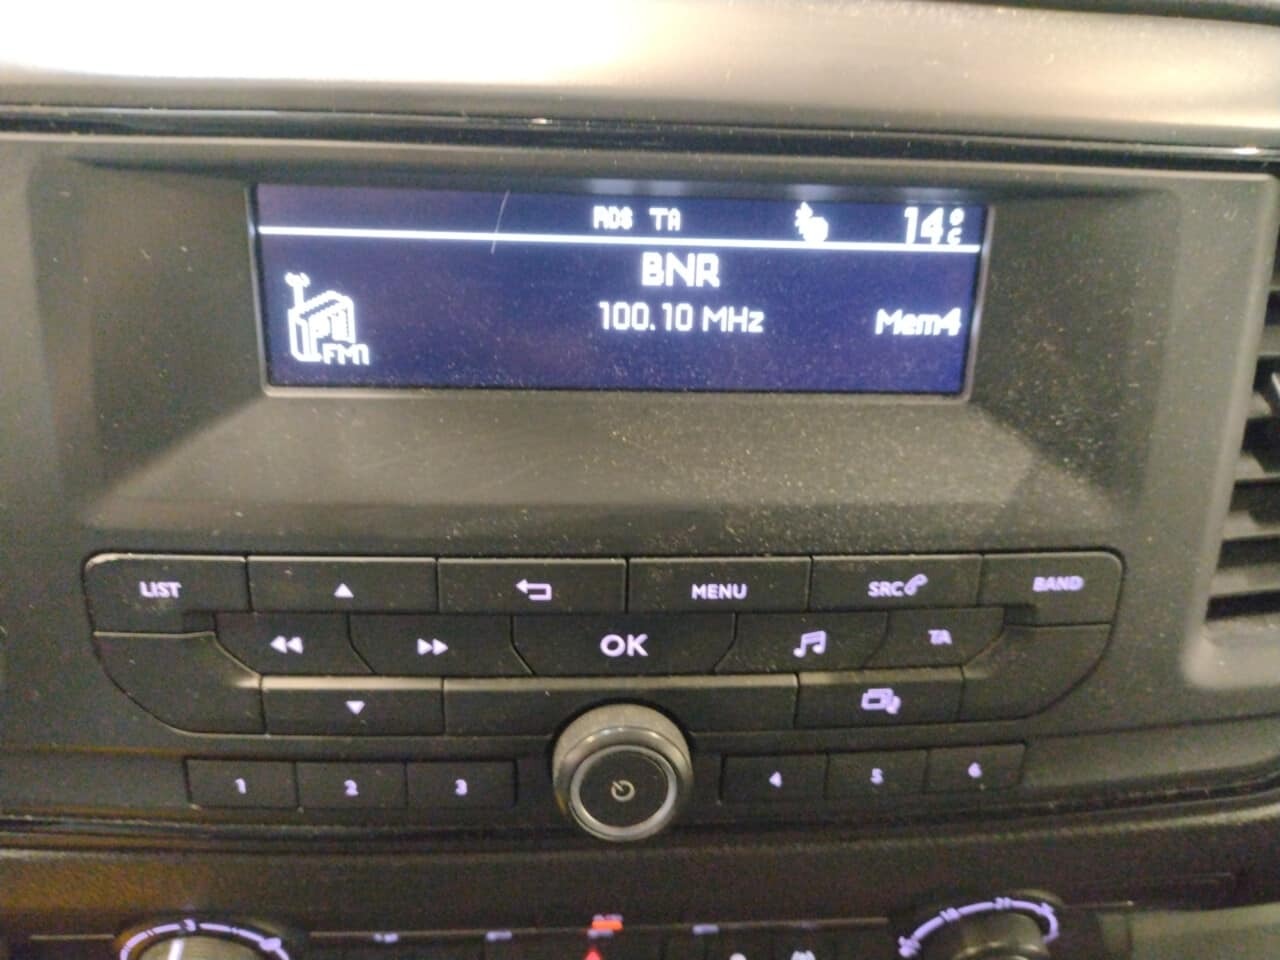 RDS TA
14°C
BNR
100.10 MHz
Mem4
FM1
LIST
MENU
SRC
BAND
OK
TA
1
2
3
4
5
6
3